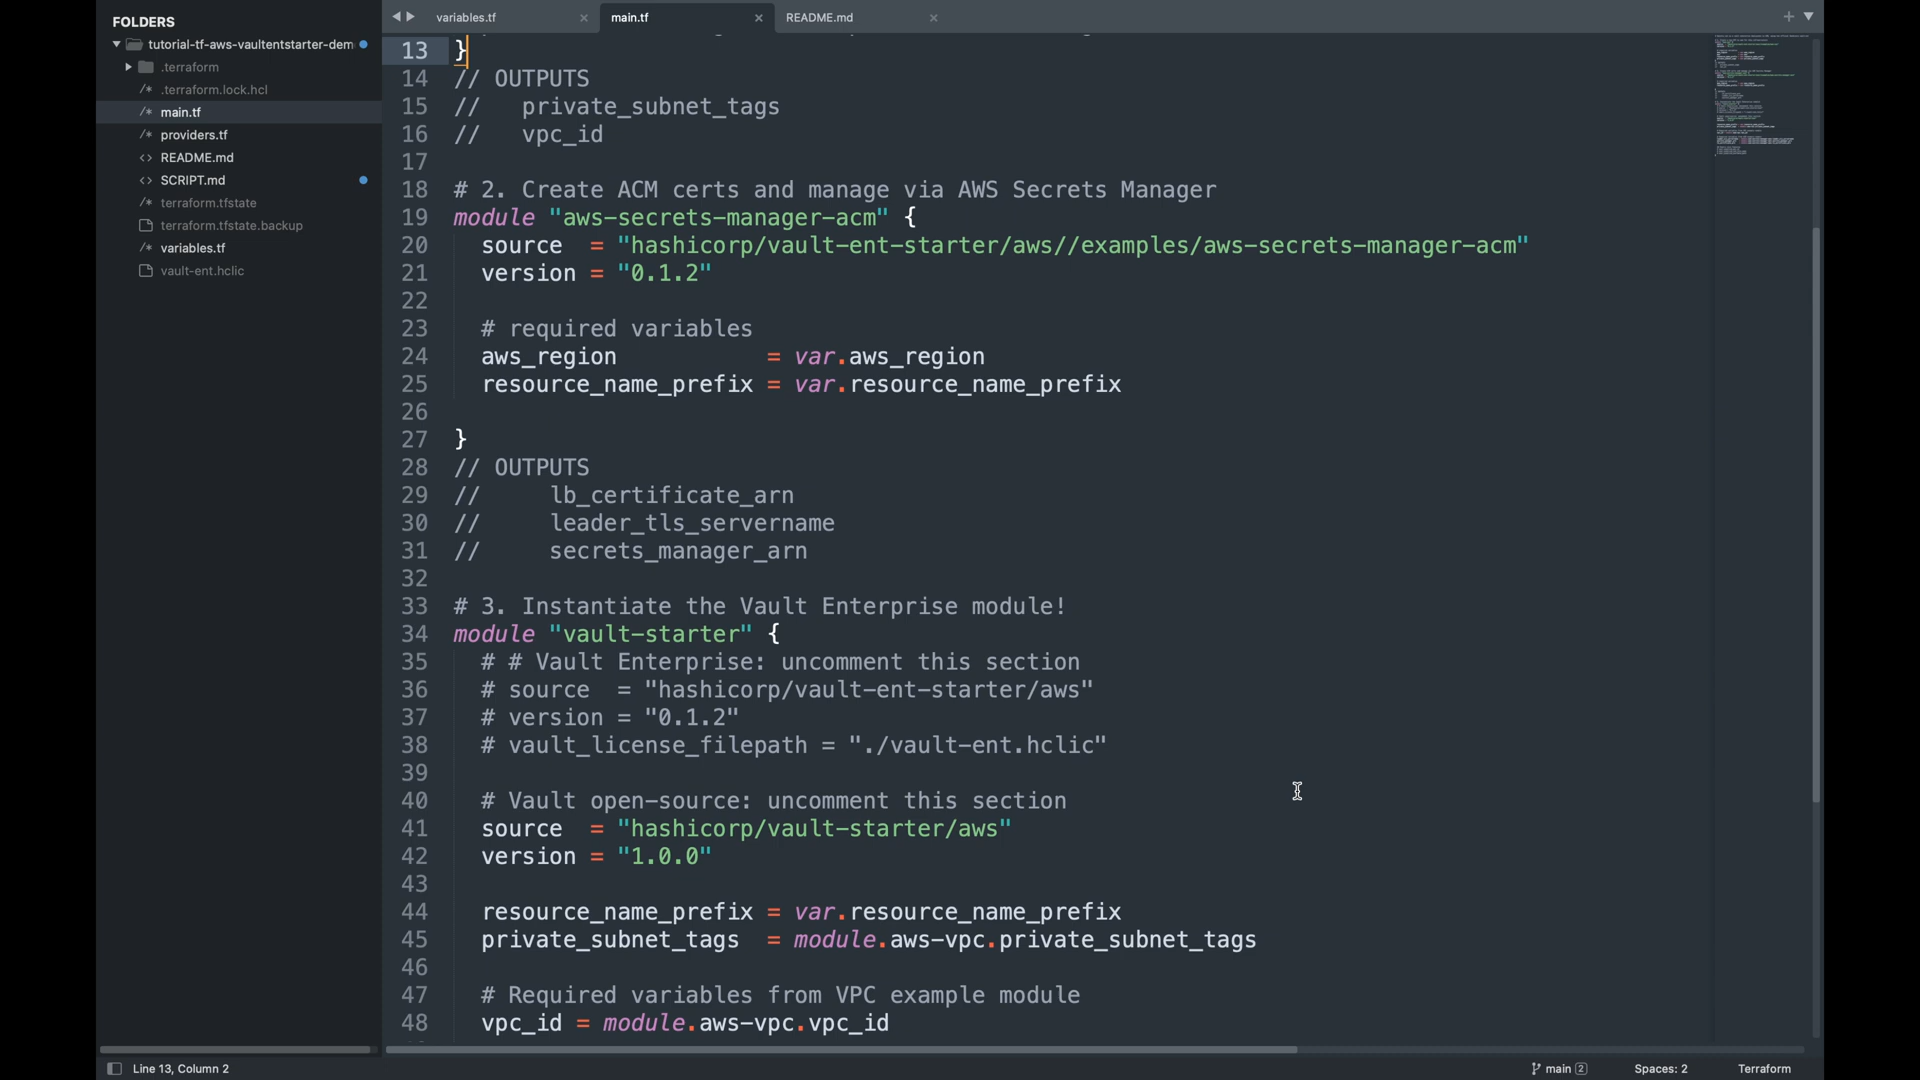 FOLDERS
tutorial-tf-aws-vaultentstarter-dem
.terraform
.terraform.lock.hcl
main.tf
providers.tf
README.md
SCRIPT.md
terraform.tfstate
terraform.tfstate.backup
variables.tf
vault-ent.hclic
variables.tf × main.tf × README.md ×
13 }
14 // OUTPUTS
15 //   private_subnet_tags
16 //   vpc_id
17
18 # 2. Create ACM certs and manage via AWS Secrets Manager
19 module "aws-secrets-manager-acm" {
20   source  = "hashicorp/vault-ent-starter/aws//examples/aws-secrets-manager-acm"
21   version = "0.1.2"
22
23   # required variables
24   aws_region           = var.aws_region
25   resource_name_prefix = var.resource_name_prefix
26
27 }
28 // OUTPUTS
29 //     lb_certificate_arn
30 //     leader_tls_servername
31 //     secrets_manager_arn
32
33 # 3. Instantiate the Vault Enterprise module!
34 module "vault-starter" {
35   # # Vault Enterprise: uncomment this section
36   # source  = "hashicorp/vault-ent-starter/aws"
37   # version = "0.1.2"
38   # vault_license_filepath = "./vault-ent.hclic"
39
40   # Vault open-source: uncomment this section
41   source  = "hashicorp/vault-starter/aws"
42   version = "1.0.0"
43
44   resource_name_prefix = var.resource_name_prefix
45   private_subnet_tags  = module.aws-vpc.private_subnet_tags
46
47   # Required variables from VPC example module
48   vpc_id = module.aws-vpc.vpc_id
Line 13, Column 2
main 2
Spaces: 2
Terraform